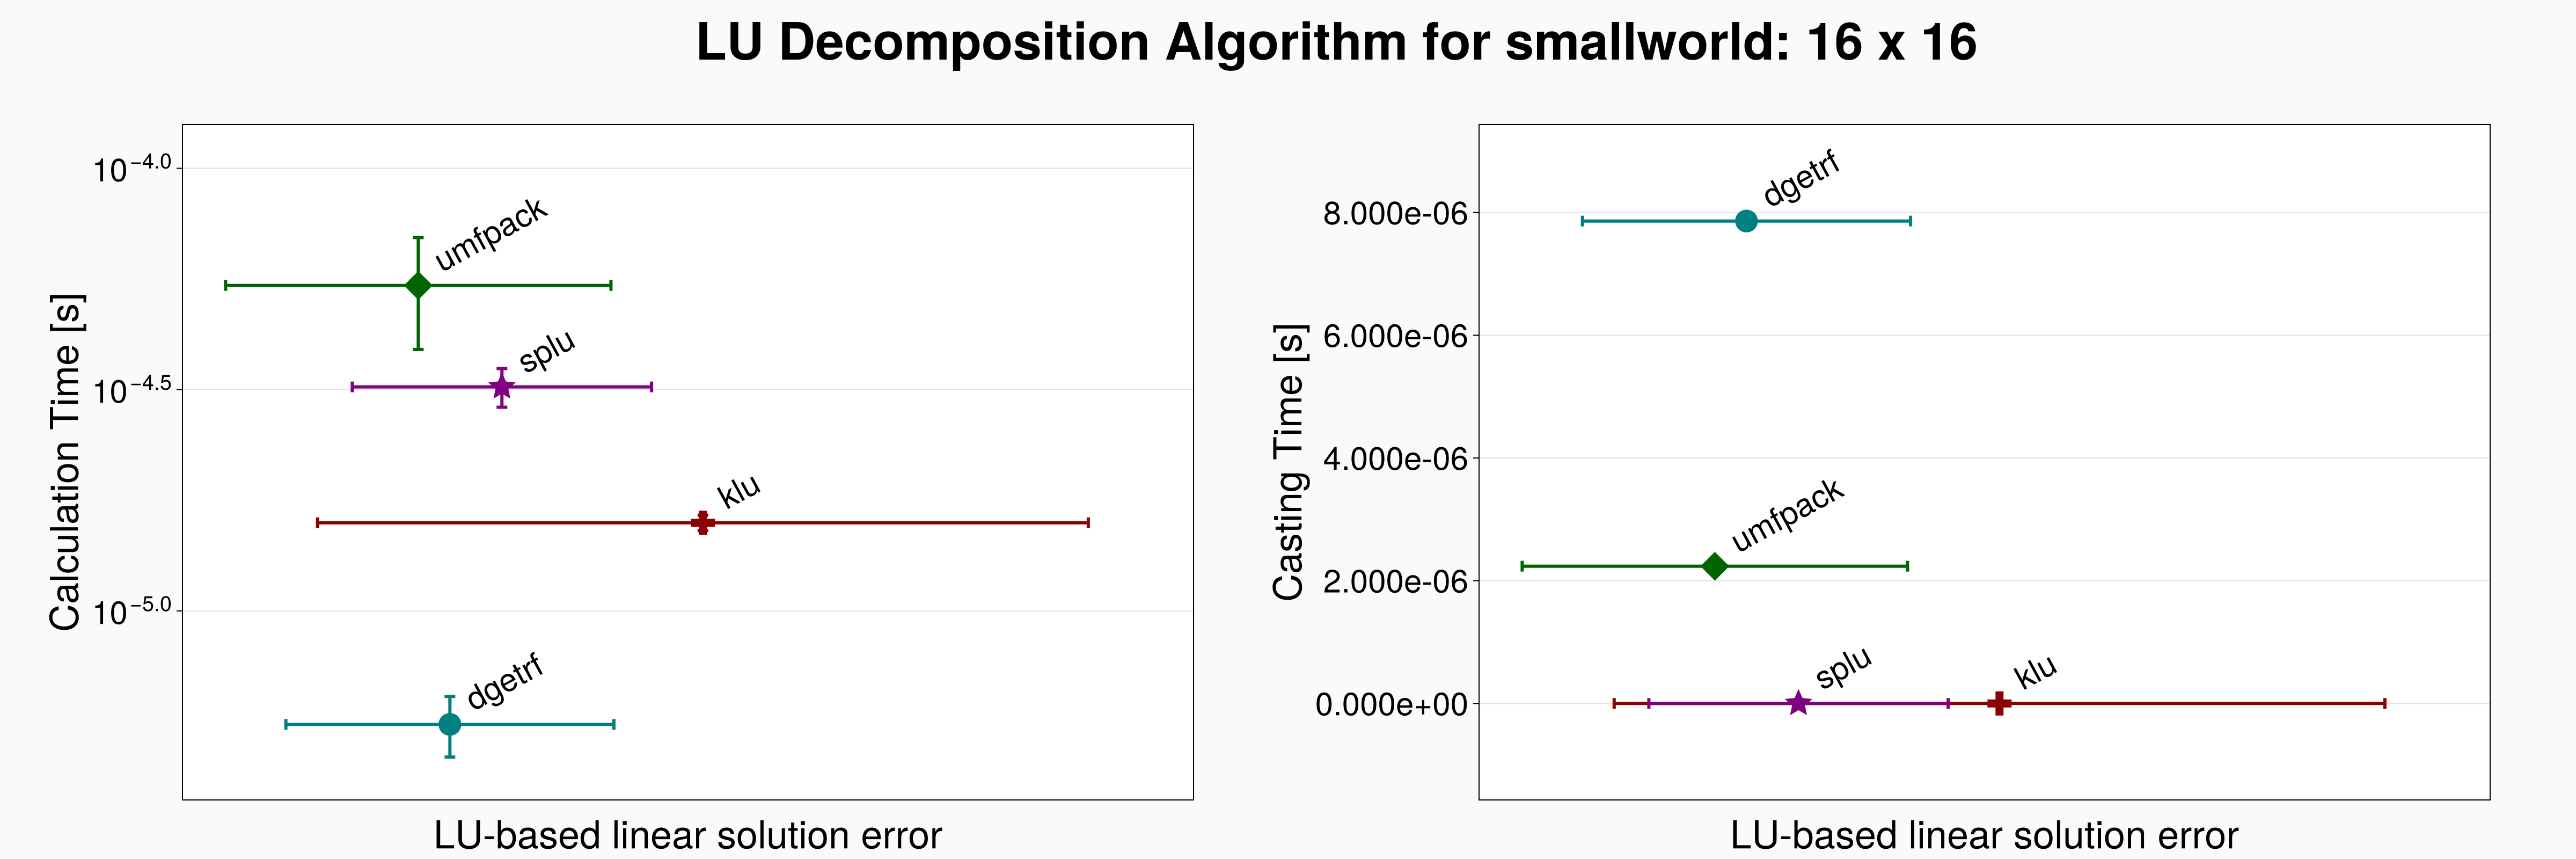 LU Decomposition Algorithm for smallworld: 16 x 16
Calculation Time [s]
10−4.0
10−4.5
10−5.0
umfpack
splu
klu
dgetrf
LU-based linear solution error
Casting Time [s]
8.000e-06
6.000e-06
4.000e-06
2.000e-06
0.000e+00
dgetrf
umfpack
splu
klu
LU-based linear solution error